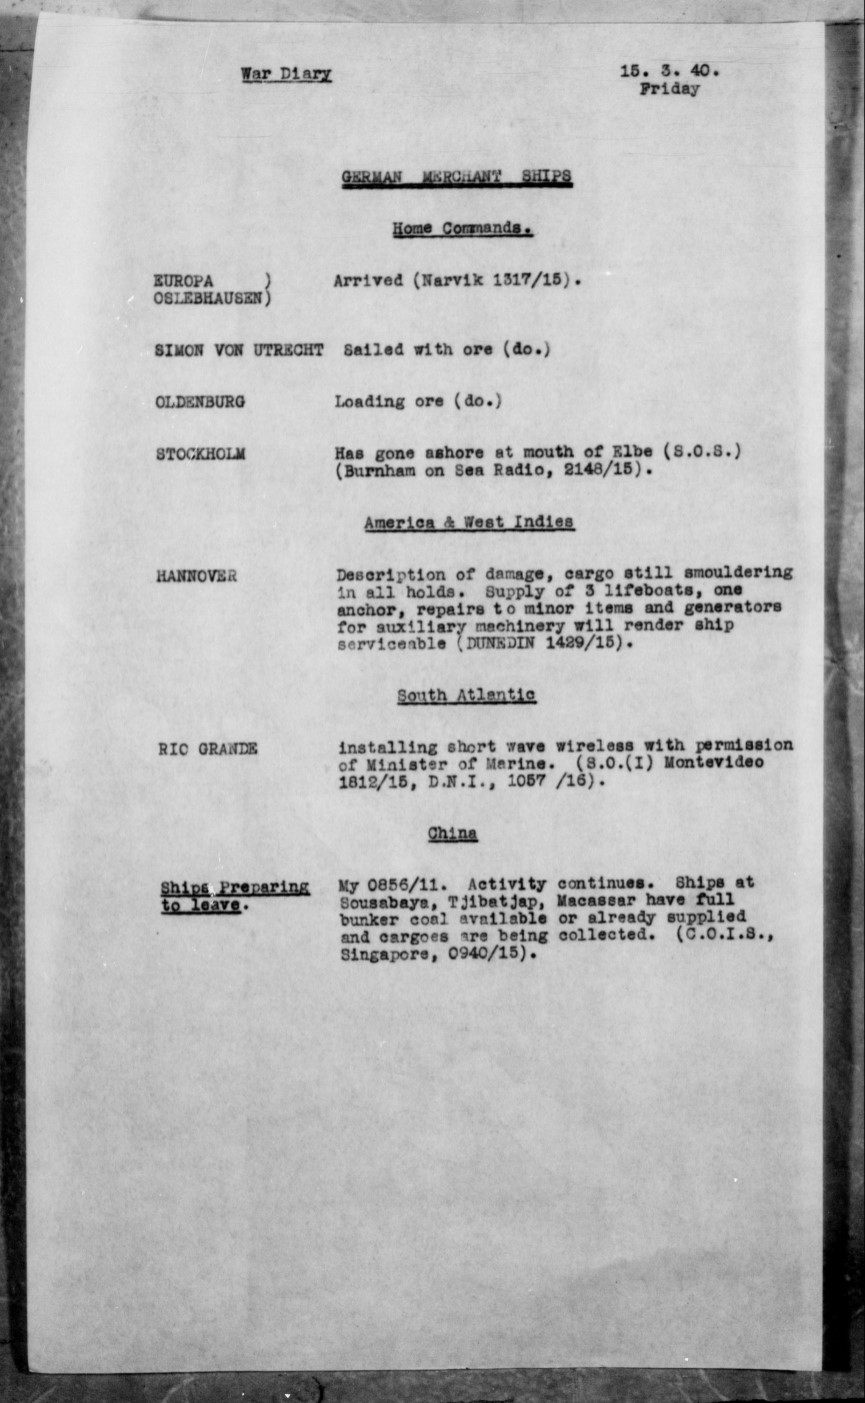 War Diary 15. 3. 40.
Friday
GERMAN MERCHANT SHIPS
Home Commands.
EUROPA ) Arrived (Narvik 1317/15).
OSLEBHAUSEN)
SIMON VON UTRECHT Sailed with ore (do.)
OLDENBURG Loading ore (do.)
STOCKHOLM Has gone ashore at mouth of Elbe (S.O.S.)
(Burnham on Sea Radio, 2148/15).
America & West Indies
HANNOVER Description of damage, cargo still smouldering
in all holds. Supply of 3 lifeboats, one
anchor, repairs to minor items and generators
for auxiliary machinery will render ship
serviceable (DUNEDIN 1429/15).
South Atlantic
RIO GRANDE installing short wave wireless with permission
of Minister of Marine. (S.O.(I) Montevideo
1812/15, D.N.I., 1057 /16).
China
Ships Preparing My 0856/11. Activity continues. Ships at
to leave. Sousabaya, Tjibatjap, Macassar have full
bunker coal available or already supplied
and cargoes are being collected. (C.O.I.S.,
Singapore, 0940/15).